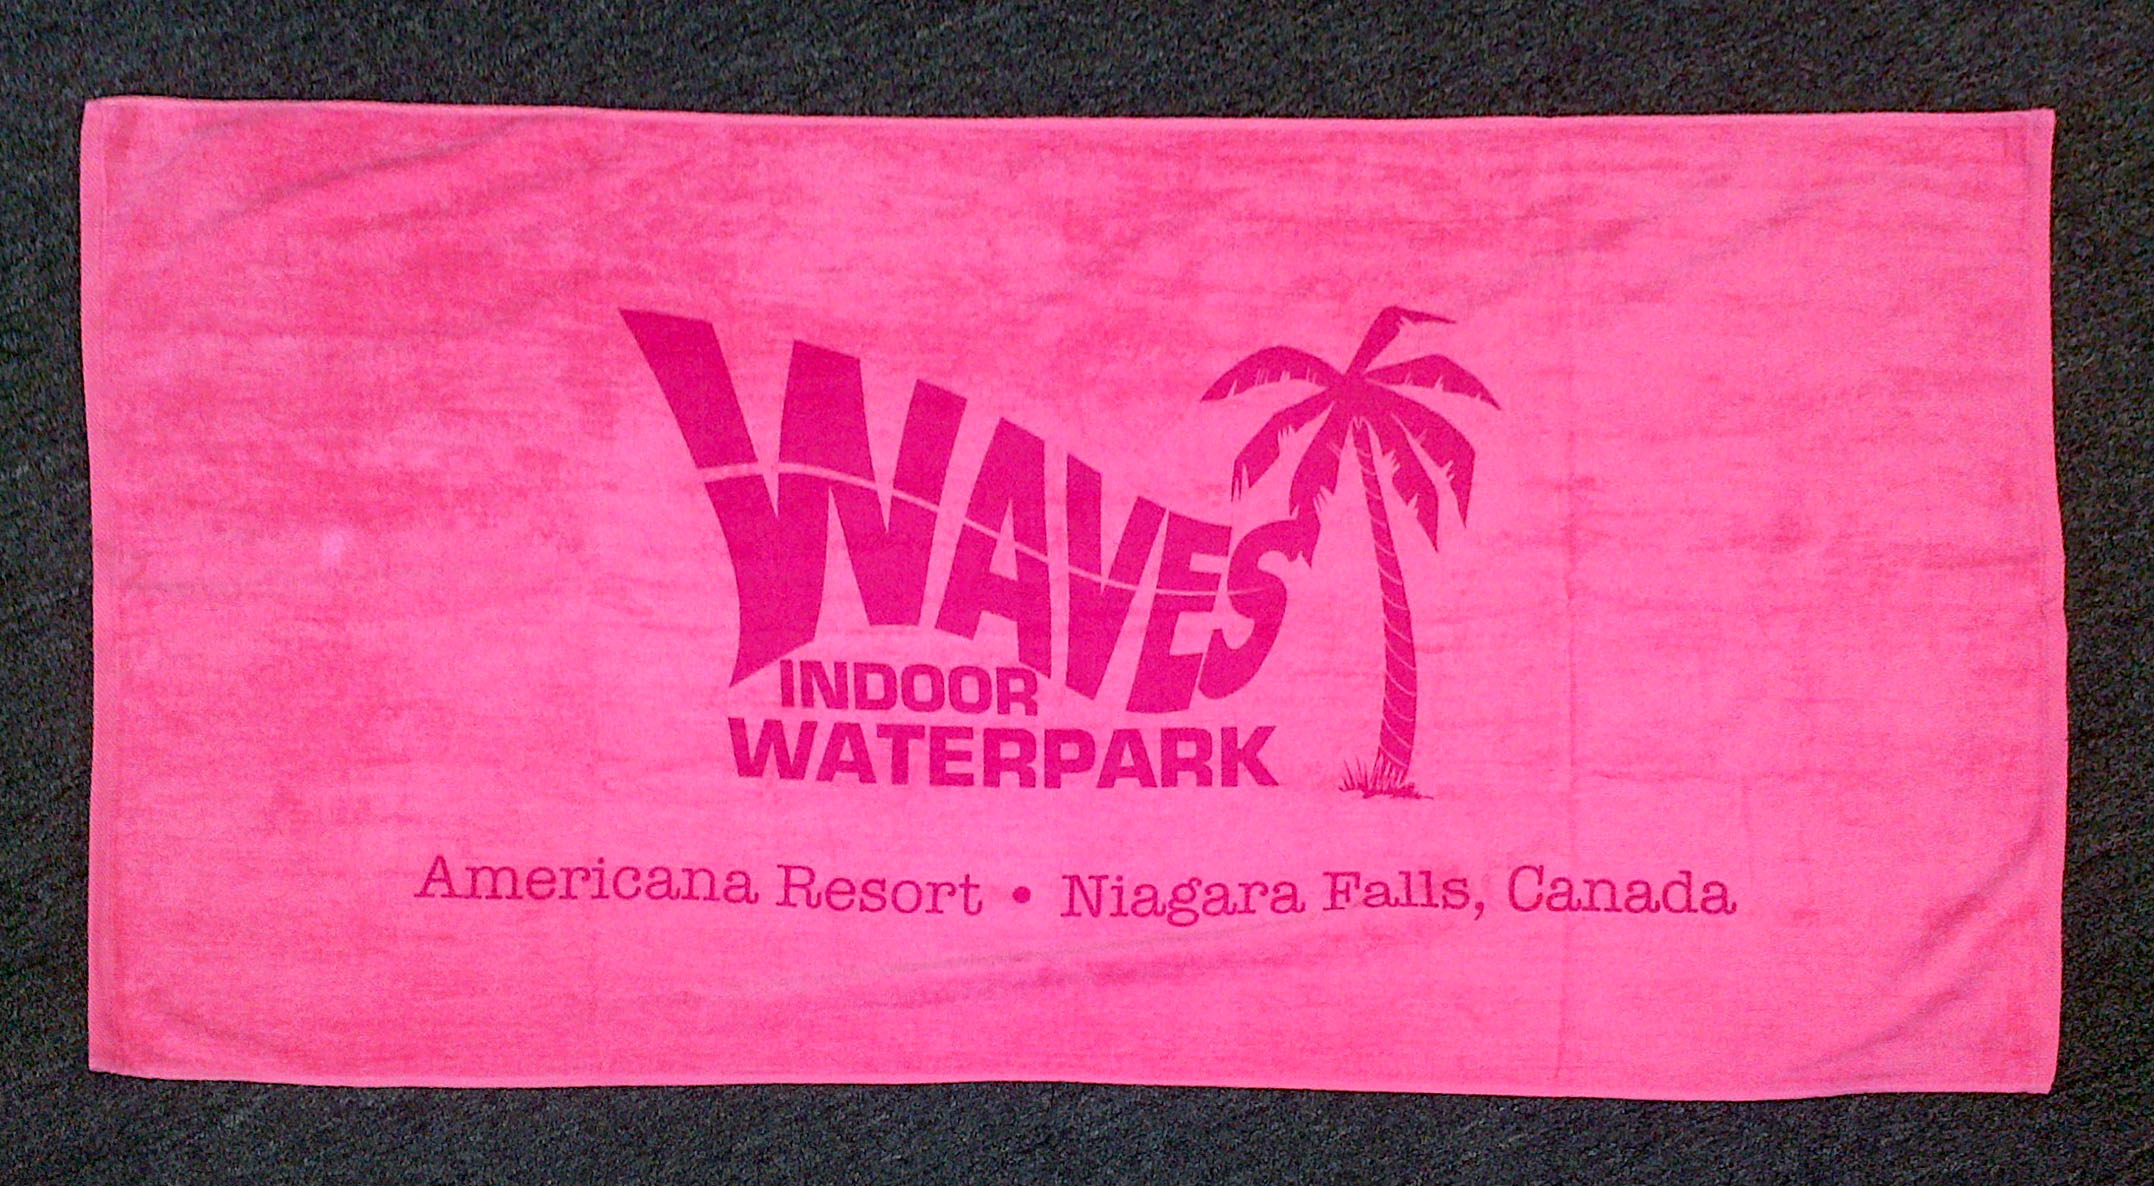 WAVES
INDOOR
WATERPARK
Americana Resort • Niagara Falls, Canada